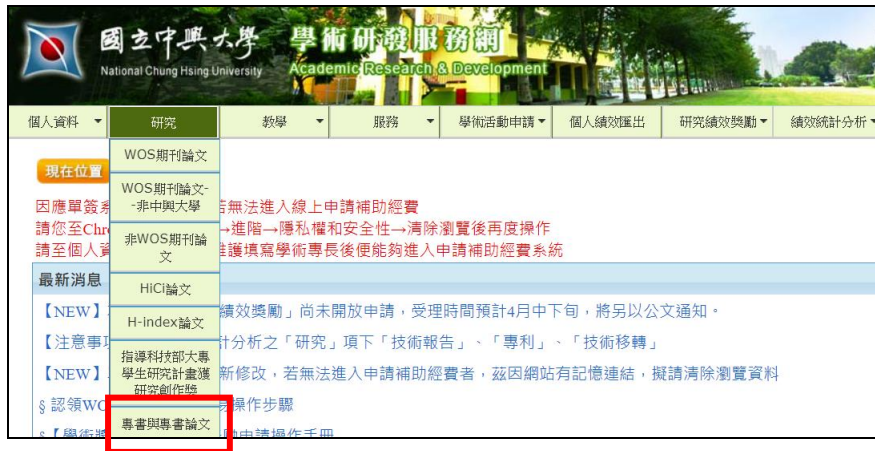 國立中興大學 學術研發服務網
National Chung Hsing University Academic Research & Development
個人資料 研究 教學 服務 學術活動申請 個人績效匯出 研究績效獎勵 績效統計分析
WOS期刊論文
現在位置
WOS期刊論文-
-非中興大學
因應單簽 若無法進入線上申請補助經費
請您至Chr →進階→隱私權和安全性→清除瀏覽後再度操作
非WOS期刊論
文
請至個人資 維護填寫學術專長後便能夠進入申請補助經費系統
最新消息
HiCi論文
【NEW】 績效獎勵」尚未開放申請，受理時間預計4月中下旬，將另以公文通知。
H-index論文
【注意事 計分析之「研究」項下「技術報告」、「專利」、「技術移轉」
指導科技部大專
學生研究計畫獲
研究創作獎
【NEW】 新修改，若無法進入申請補助經費者，茲因網站有記憶連結，擬請清除瀏覽資料
§ 認領WO 操作步驟
專書與專書論文
§【學術 申請操作手冊